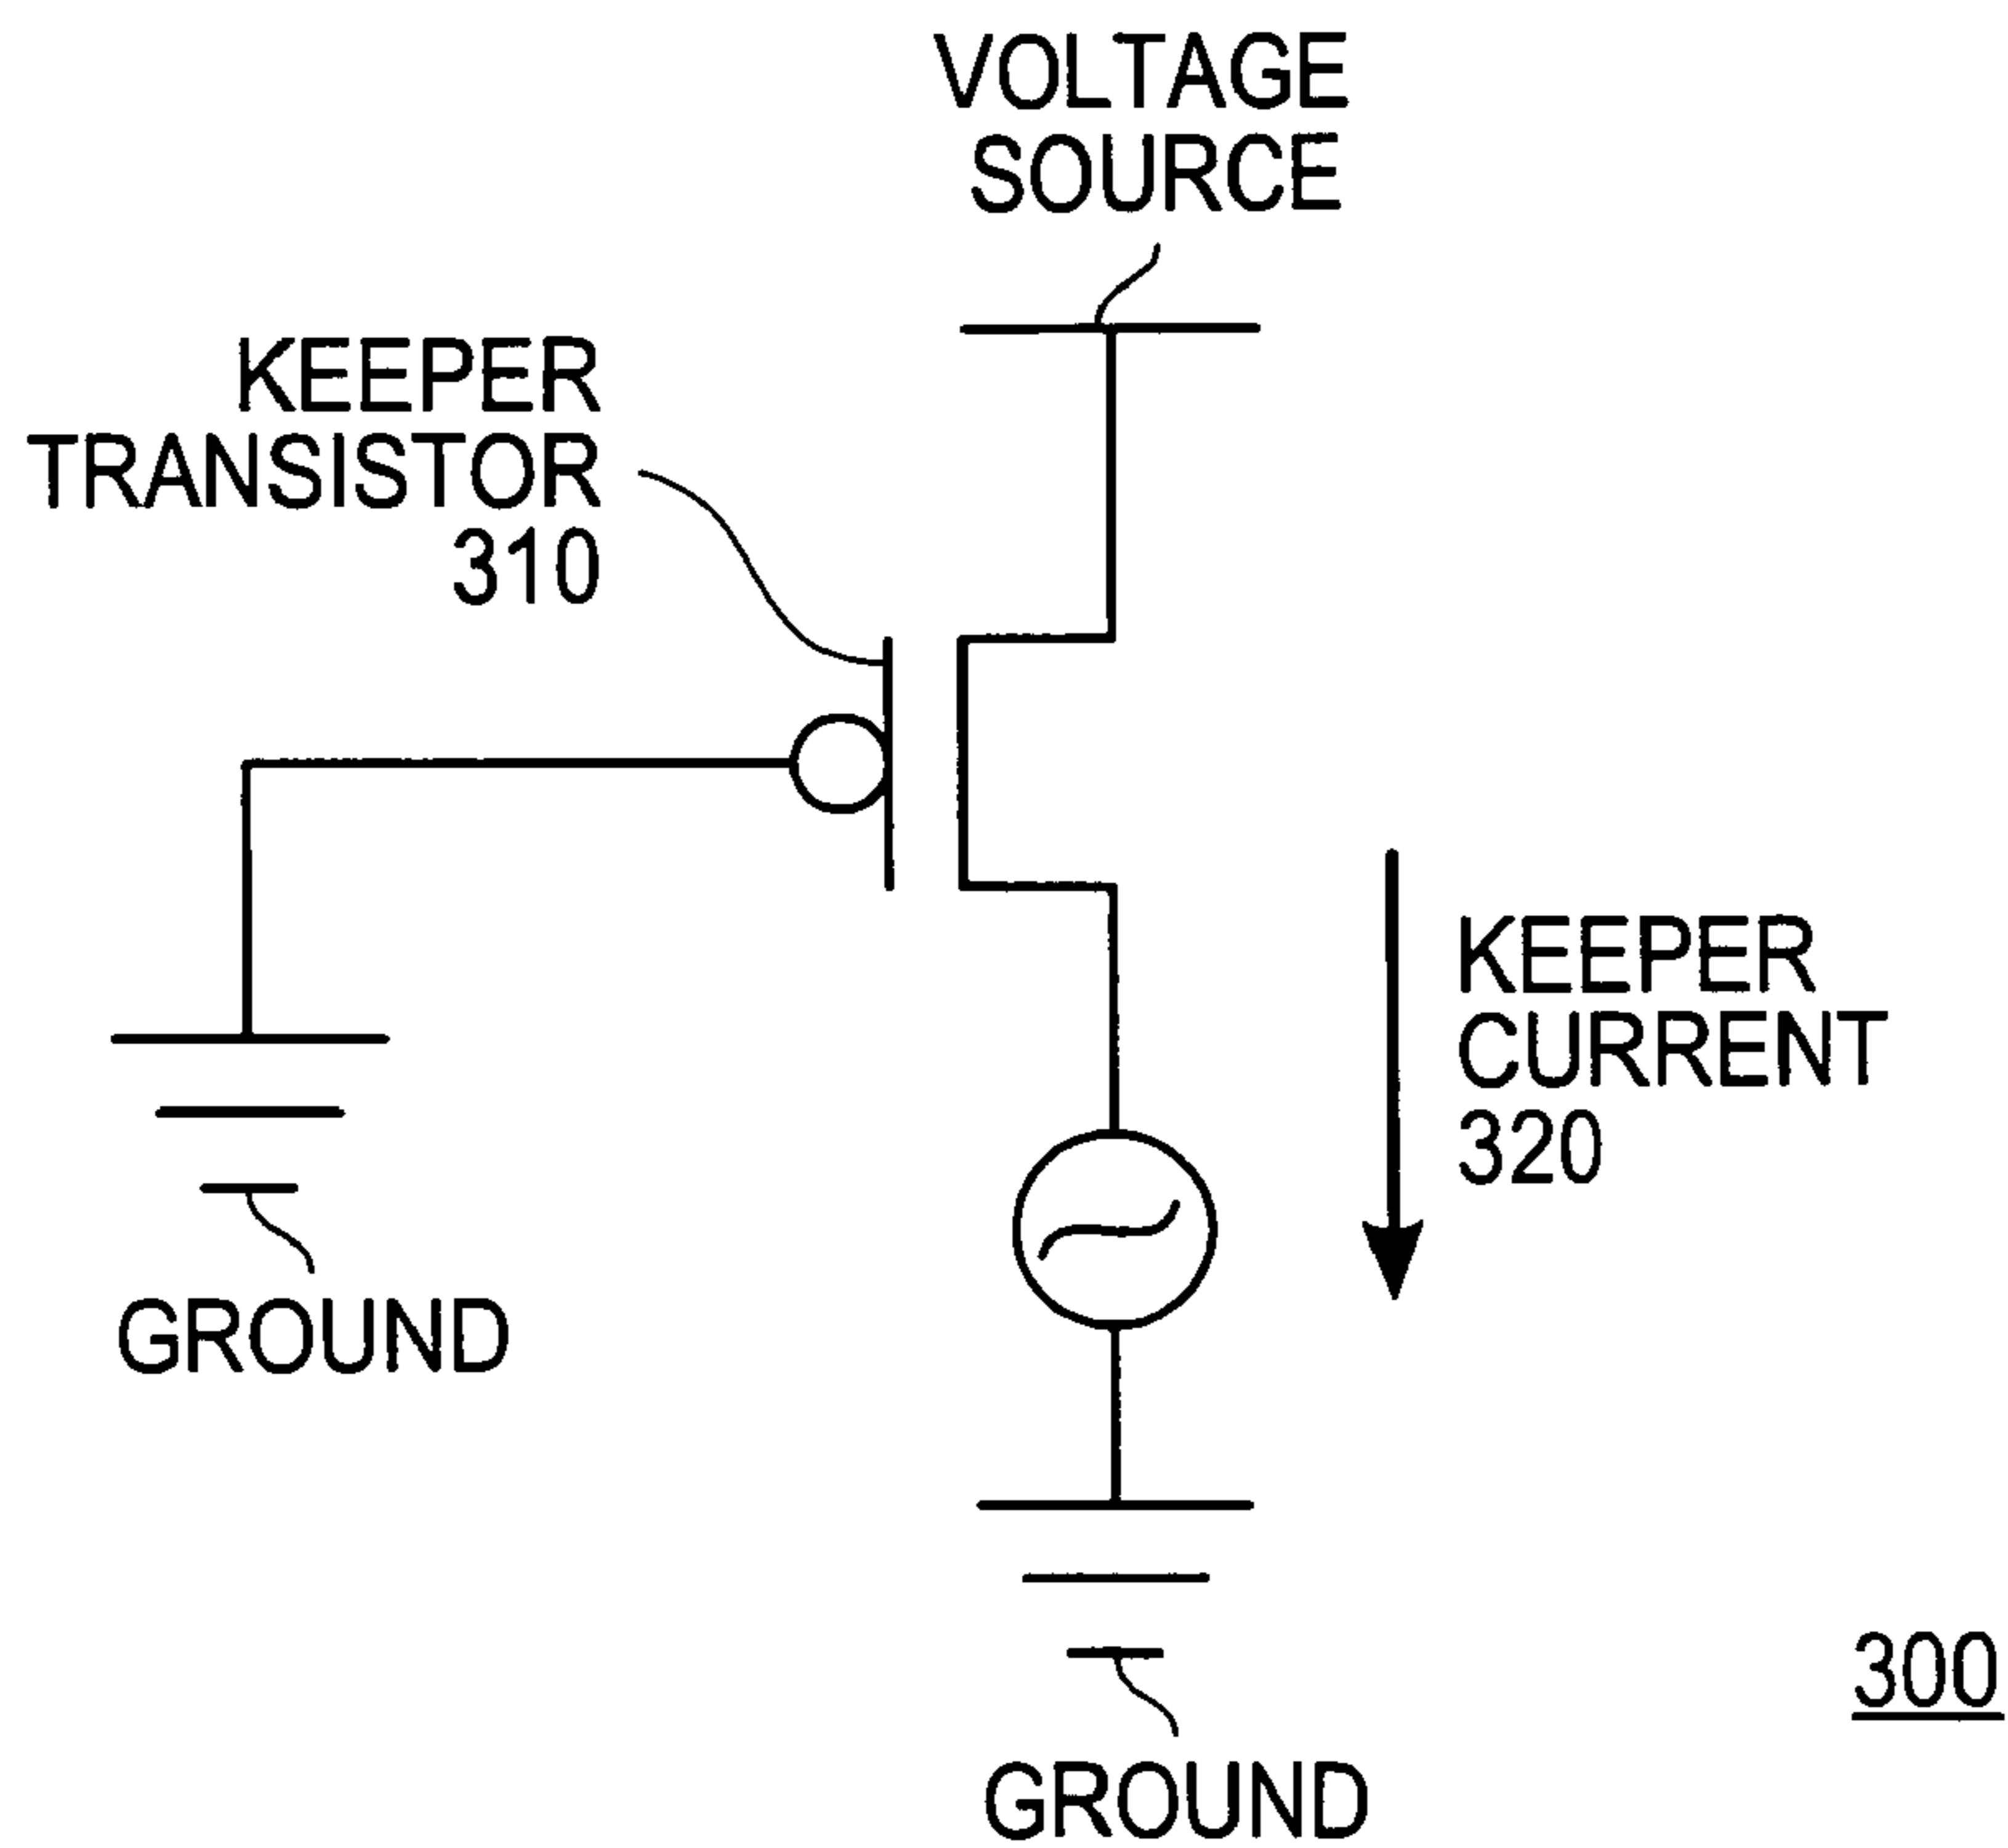 VOLTAGE
SOURCE
KEEPER
TRANSISTOR
310
KEEPER
CURRENT
320
GROUND
300
GROUND